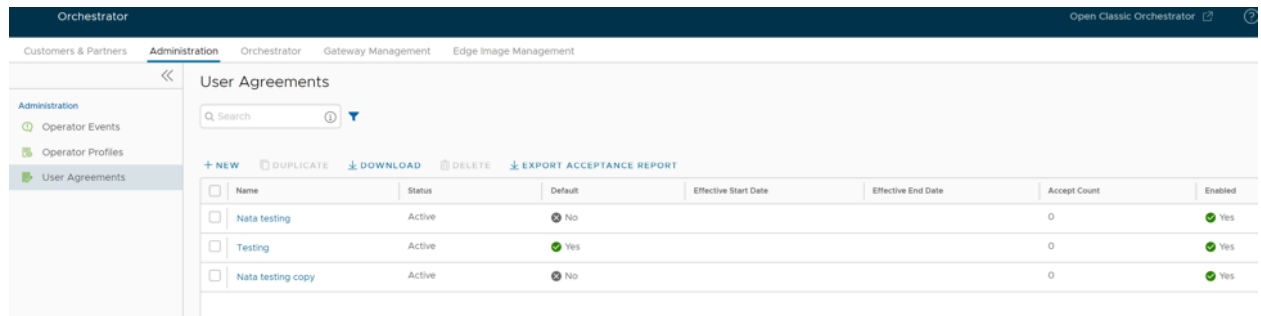 Orchestrator Open Classic Orchestrator
Customers & Partners Administration Orchestrator Gateway Management Edge Image Management
User Agreements
Administration
Search
Operator Events
Operator Profiles
User Agreements
+ NEW DUPLICATE DOWNLOAD DELETE EXPORT ACCEPTANCE REPORT
Name Status Default Effective Start Date Effective End Date Accept Count Enabled
Nata testing Active No 0 Yes
Testing Active Yes 0 Yes
Nata testing copy Active No 0 Yes